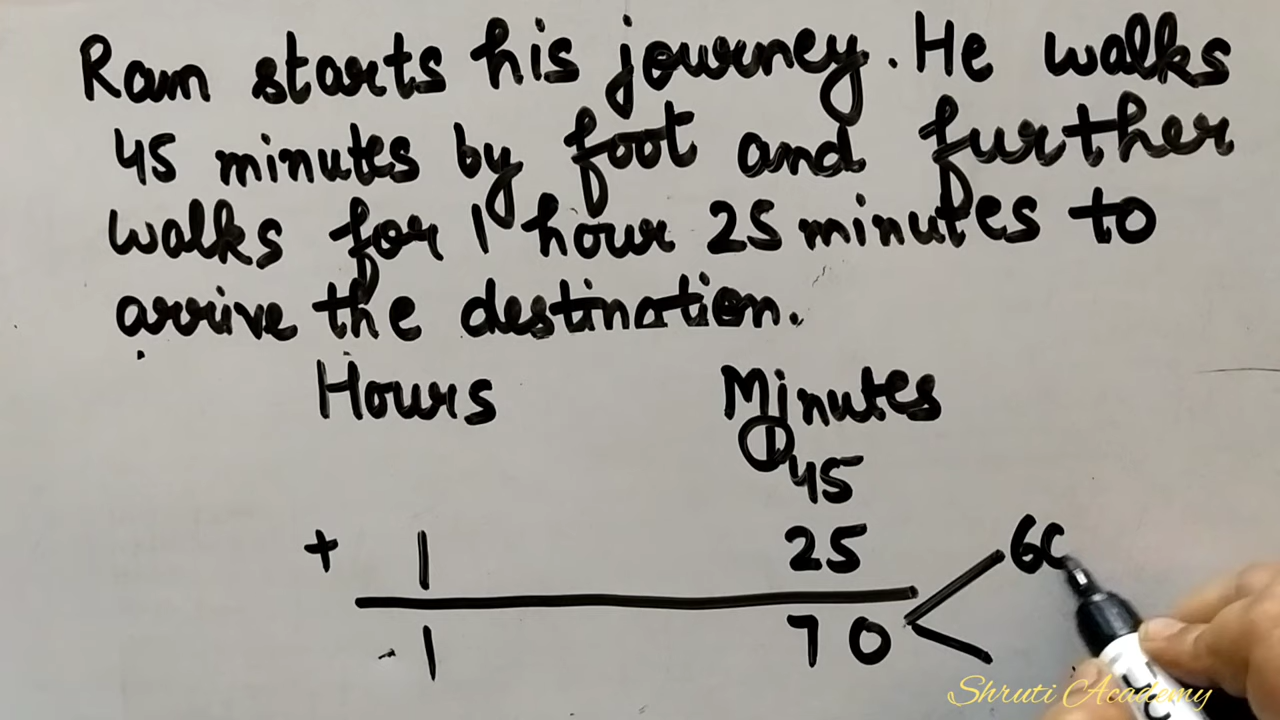 Ram starts his journey. He walks
45 minutes by foot and further
walks for 1 hour 25 minutes to
arrive the destination.
Hours Minutes
1
45
+ 1 25
1 70
60
Shruti Academy